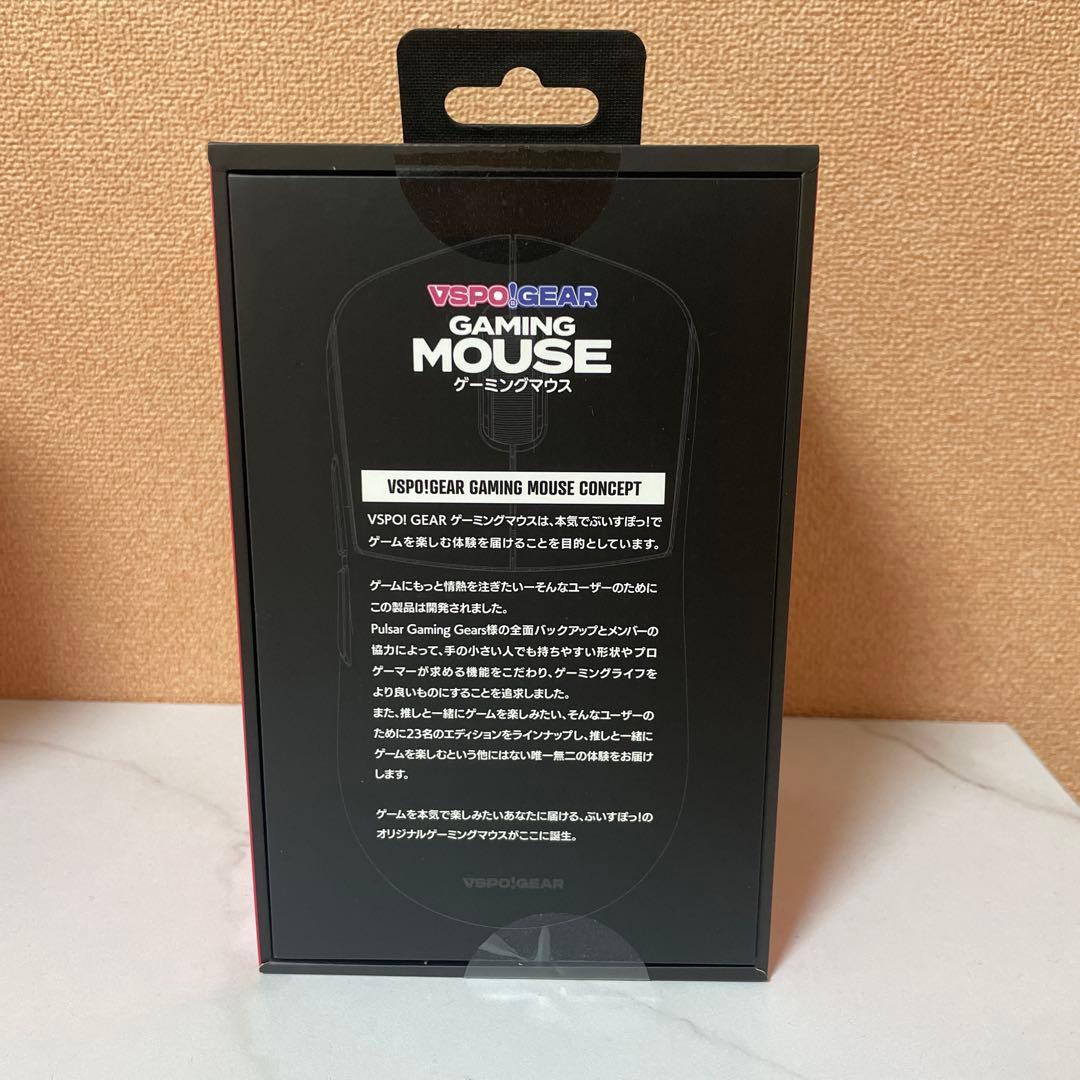 VSPO!GEAR
GAMING
MOUSE
ゲーミングマウス
VSPO!GEAR GAMING MOUSE CONCEPT
VSPO! GEAR ゲーミングマウスは、本気でぶいすぽっ!で
ゲームを楽しむ体験を届けることを目的としています。
ゲームにもっと情熱を注ぎたいーそんなユーザーのために
この製品は開発されました。
Pulsar Gaming Gears様の全面バックアップとメンバーの
協力によって、手の小さい人でも持ちやすい形状やプロ
ゲーマーが求める機能をこだわり、ゲーミングライフを
より良いものにすることを追求しました。
また、推しと一緒にゲームを楽しみたい、そんなユーザーの
ために23名のエディションをラインナップし、推しと一緒に
ゲームを楽しむという他にはない唯一無二の体験をお届け
します。
ゲームを本気で楽しみたいあなたに届ける、ぶいすぽっ!の
オリジナルゲーミングマウスがここに誕生。
VSPO!GEAR